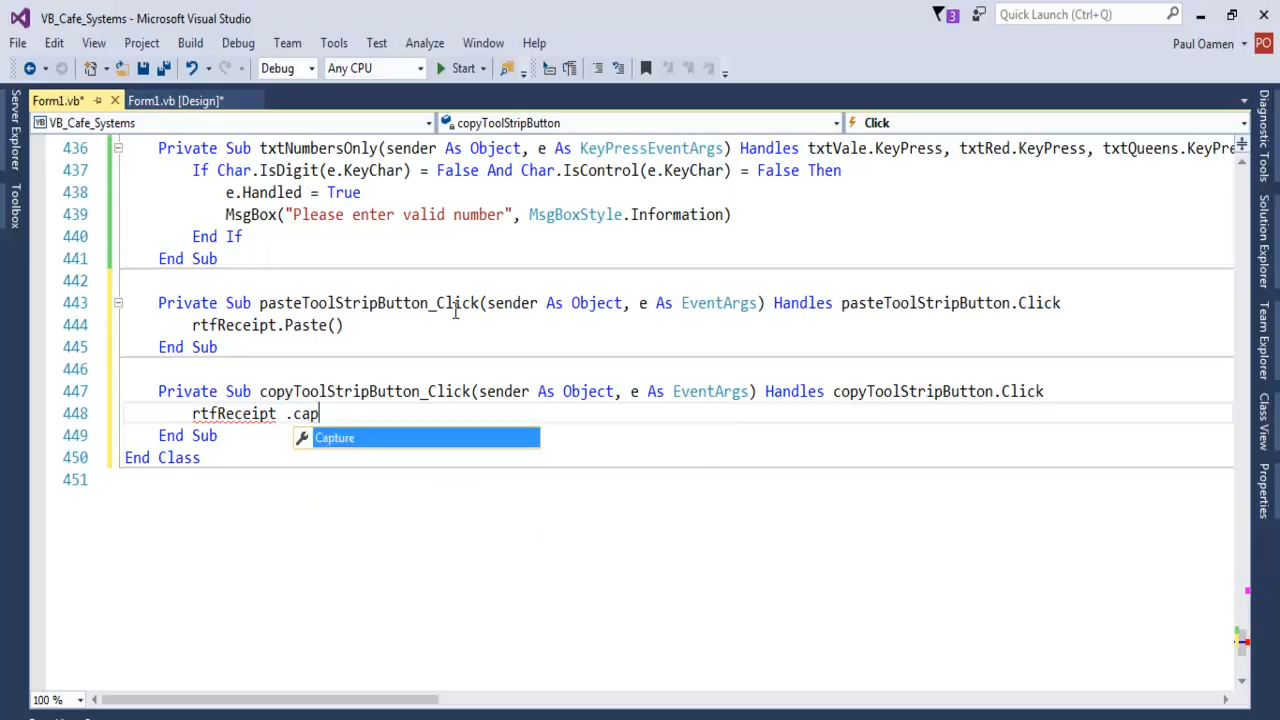 VB_Cafe_Systems - Microsoft Visual Studio
3
Quick Launch (Ctrl+Q)
File Edit View Project Build Debug Team Tools Test Analyze Window Help
Paul Oamen PO
Debug Any CPU Start
Form1.vb* Form1.vb [Design]*
VB_Cafe_Systems copyToolStripButton Click
436 Private Sub txtNumbersOnly(sender As Object, e As KeyPressEventArgs) Handles txtVale.KeyPress, txtRed.KeyPress, txtQueens.KeyPre
437 If Char.IsDigit(e.KeyChar) = False And Char.IsControl(e.KeyChar) = False Then
438 e.Handled = True
439 MsgBox("Please enter valid number", MsgBoxStyle.Information)
440 End If
441 End Sub
442
443 Private Sub pasteToolStripButton_Click(sender As Object, e As EventArgs) Handles pasteToolStripButton.Click
444 rtfReceipt.Paste()
445 End Sub
446
447 Private Sub copyToolStripButton_Click(sender As Object, e As EventArgs) Handles copyToolStripButton.Click
448 rtfReceipt .cap
449 End Sub
Capture
450 End Class
451
100 %
Server Explorer
Toolbox
Diagnostic Tools
Solution Explorer
Team Explorer
Class View
Properties